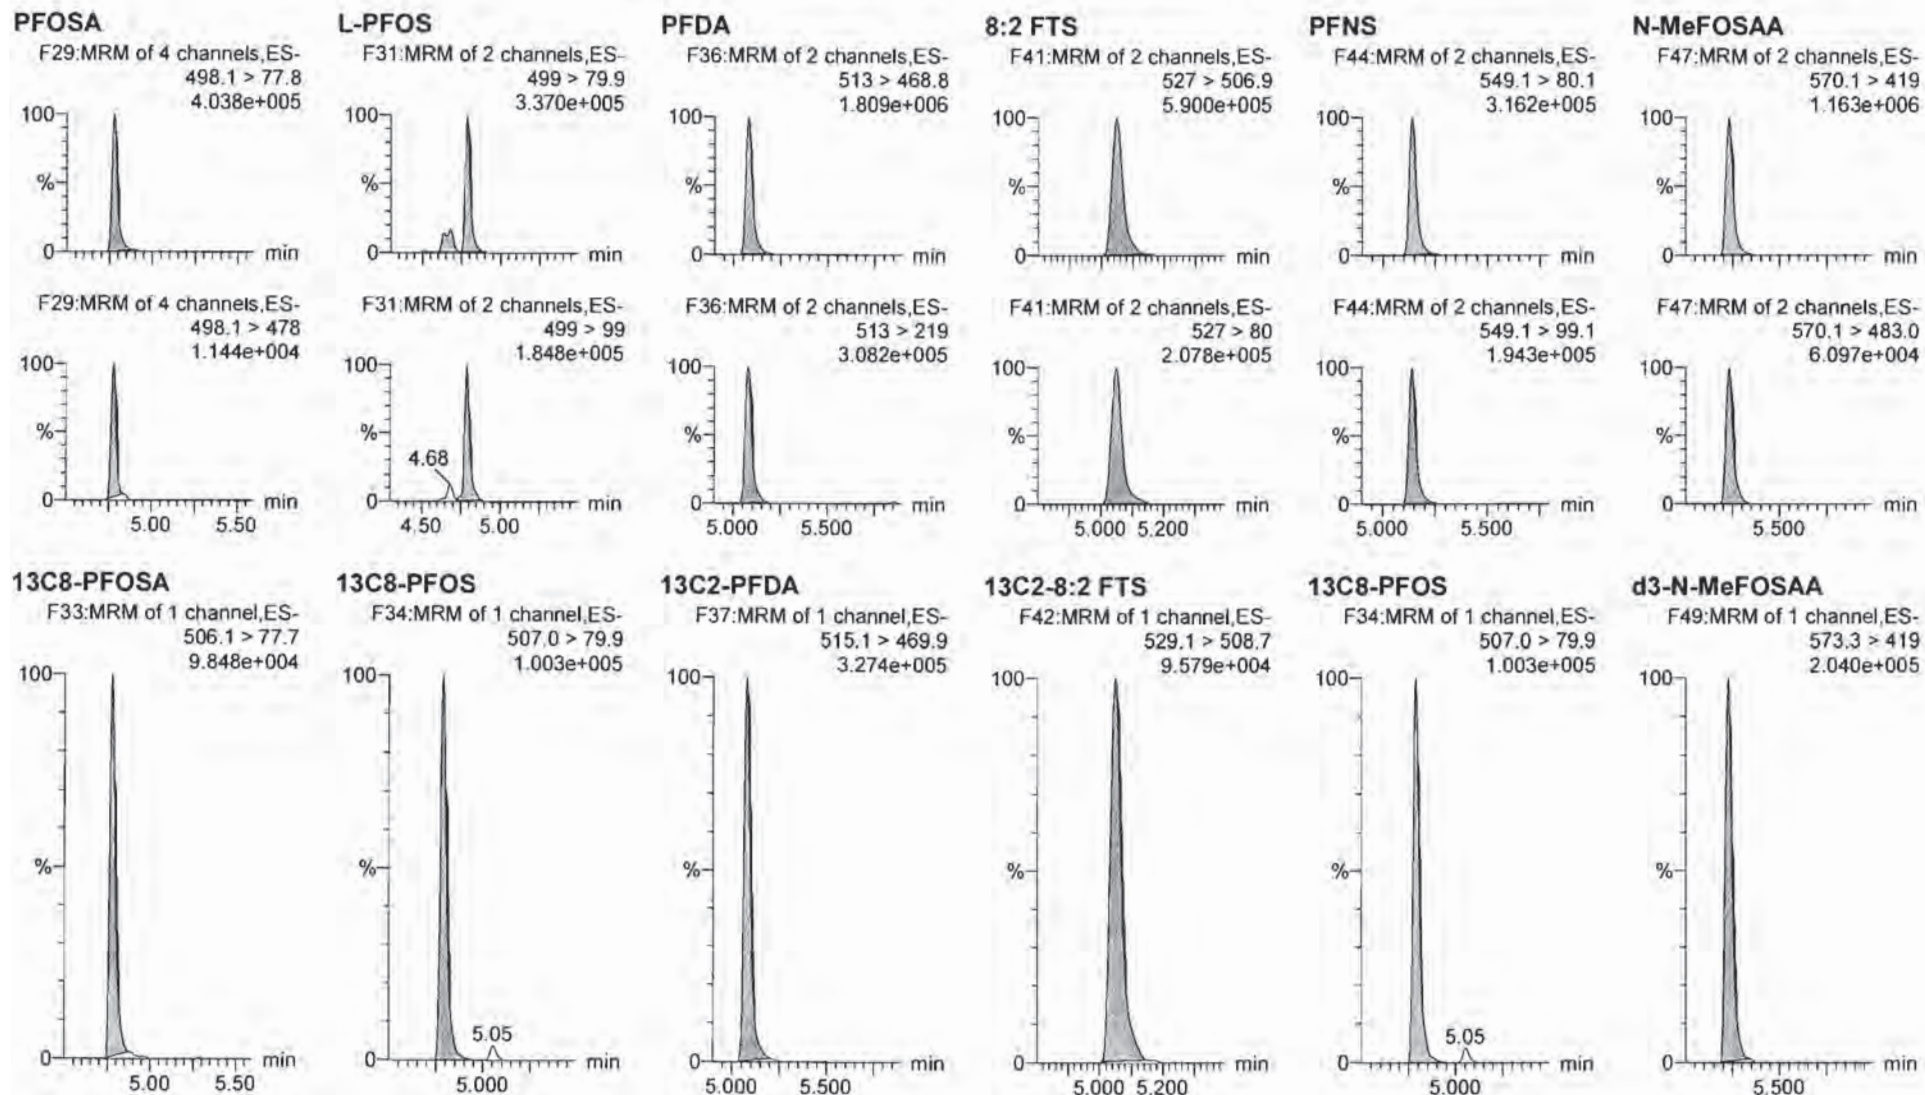 PFOSA
F29:MRM of 4 channels,ES-
498.1 > 77.8
4.038e+005
100
%
0
min
L-PFOS
F31:MRM of 2 channels,ES-
499 > 79.9
3.370e+005
100
%
0
min
PFDA
F36:MRM of 2 channels,ES-
513 > 468.8
1.809e+006
100
%
0
min
8:2 FTS
F41:MRM of 2 channels,ES-
527 > 506.9
5.900e+005
100
%
0
min
PFNS
F44:MRM of 2 channels,ES-
549.1 > 80.1
3.162e+005
100
%
0
min
N-MeFOSAA
F47:MRM of 2 channels,ES-
570.1 > 419
1.163e+006
100
%
0
min
F29:MRM of 4 channels,ES-
498.1 > 478
1.144e+004
100
%
0
min
5.00 5.50
F31:MRM of 2 channels,ES-
499 > 99
1.848e+005
100
%
4.68
0
min
4.50 5.00
F36:MRM of 2 channels,ES-
513 > 219
3.082e+005
100
%
0
min
5.000 5.500
F41:MRM of 2 channels,ES-
527 > 80
2.078e+005
100
%
0
min
5.000 5.200
F44:MRM of 2 channels,ES-
549.1 > 99.1
1.943e+005
100
%
0
min
5.000 5.500
F47:MRM of 2 channels,ES-
570.1 > 483.0
6.097e+004
100
%
0
min
5.500
13C8-PFOSA
F33:MRM of 1 channel,ES-
506.1 > 77.7
9.848e+004
100
%
0
min
5.00 5.50
13C8-PFOS
F34:MRM of 1 channel,ES-
507.0 > 79.9
1.003e+005
100
%
5.05
0
min
5.000
13C2-PFDA
F37:MRM of 1 channel,ES-
515.1 > 469.9
3.274e+005
100
%
0
min
5.000 5.500
13C2-8:2 FTS
F42:MRM of 1 channel,ES-
529.1 > 508.7
9.579e+004
100
%
0
min
5.000 5.200
13C8-PFOS
F34:MRM of 1 channel,ES-
507.0 > 79.9
1.003e+005
100
%
5.05
0
min
5.000
d3-N-MeFOSAA
F49:MRM of 1 channel,ES-
573.3 > 419
2.040e+005
100
%
0
min
5.500